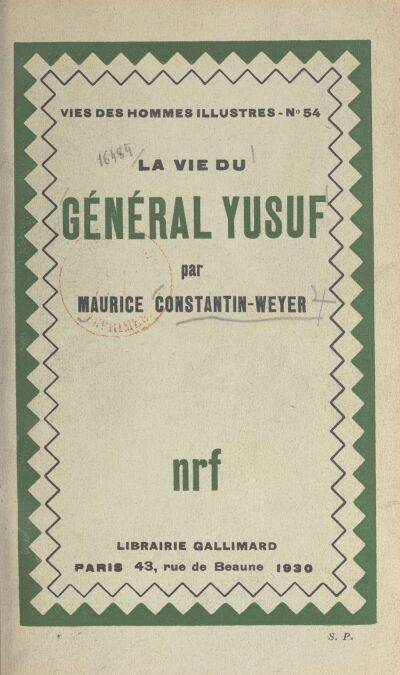 VIES DES HOMMES ILLUSTRES - Nº 54
16484
LA VIE DU
GÉNÉRAL YUSUF
par
MAURICE CONSTANTIN-WEYER
nrf
LIBRAIRIE GALLIMARD
PARIS 43, rue de Beaune 1930
S. P.